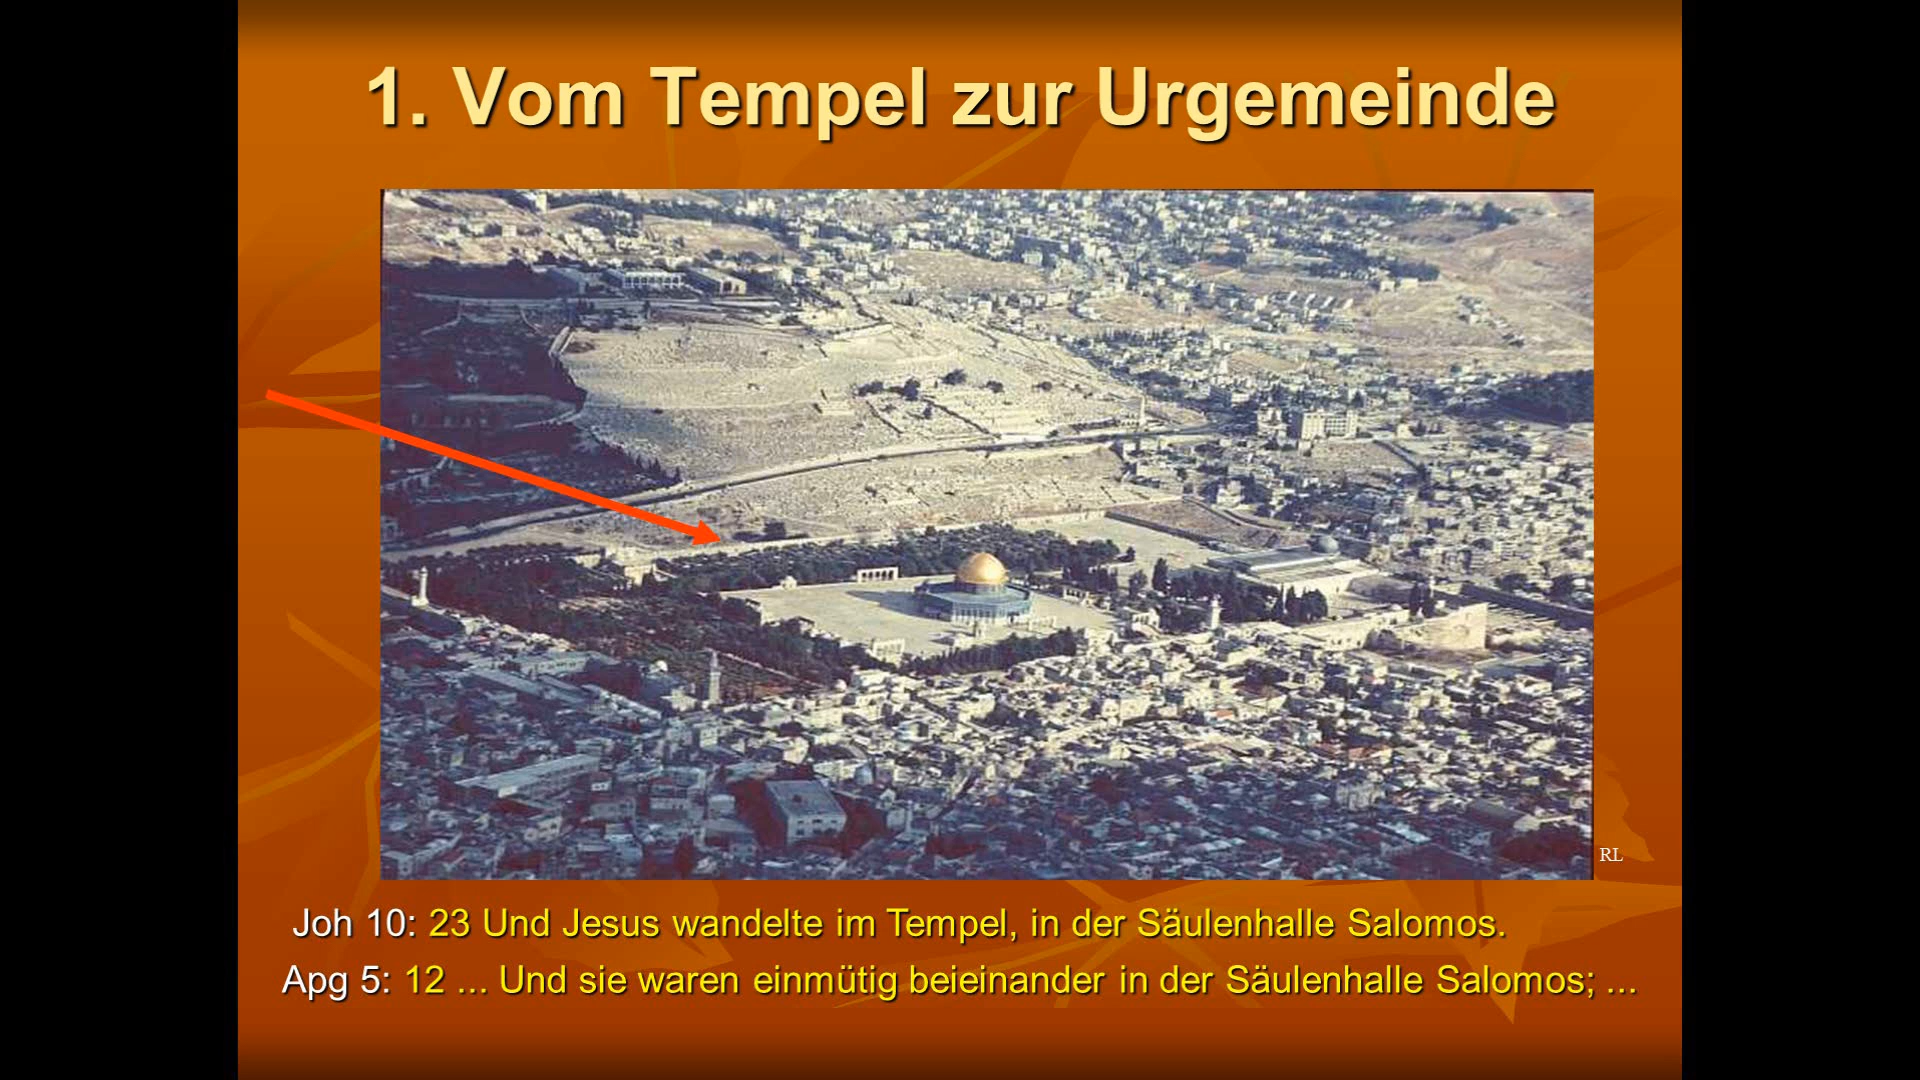 1. Vom Tempel zur Urgemeinde
RL
Joh 10: 23 Und Jesus wandelte im Tempel, in der Säulenhalle Salomos.
Apg 5: 12 ... Und sie waren einmütig beieinander in der Säulenhalle Salomos; ...